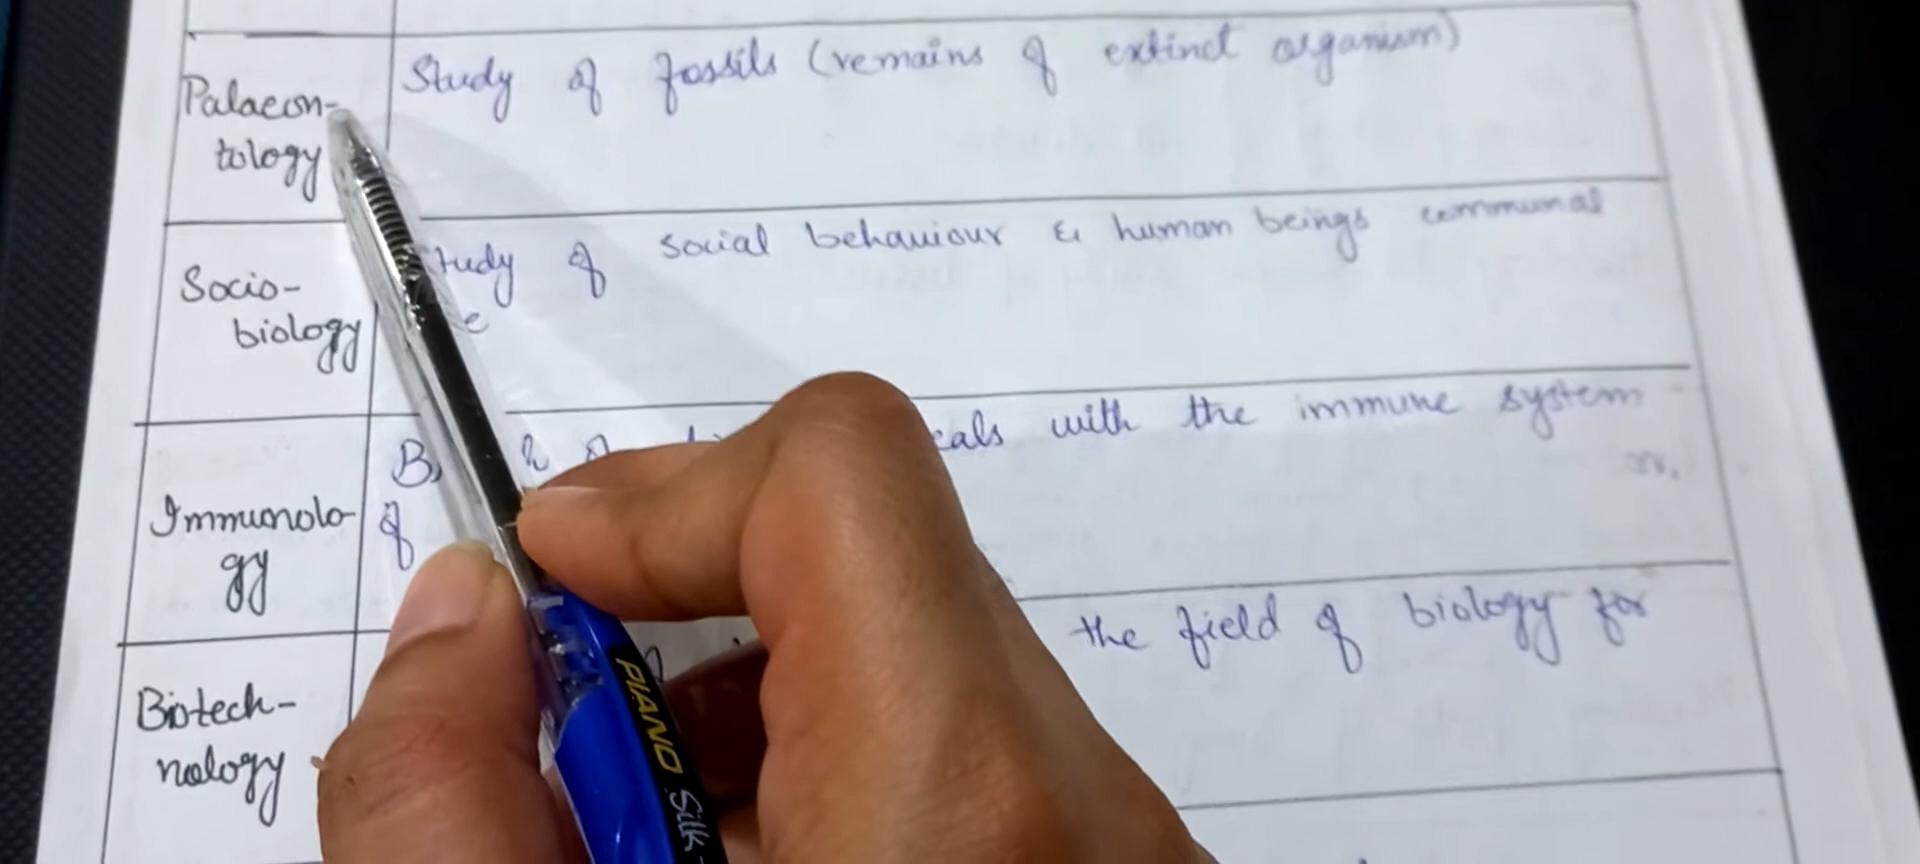 Palaeon-
tology
Study of fossils (remains of extinct organism)
Socio-
biology
Study of social behaviour & human beings communal
Immunolo-
gy
with the immune system
of
Biotech-
nology
the field of biology for
PIANO Silk